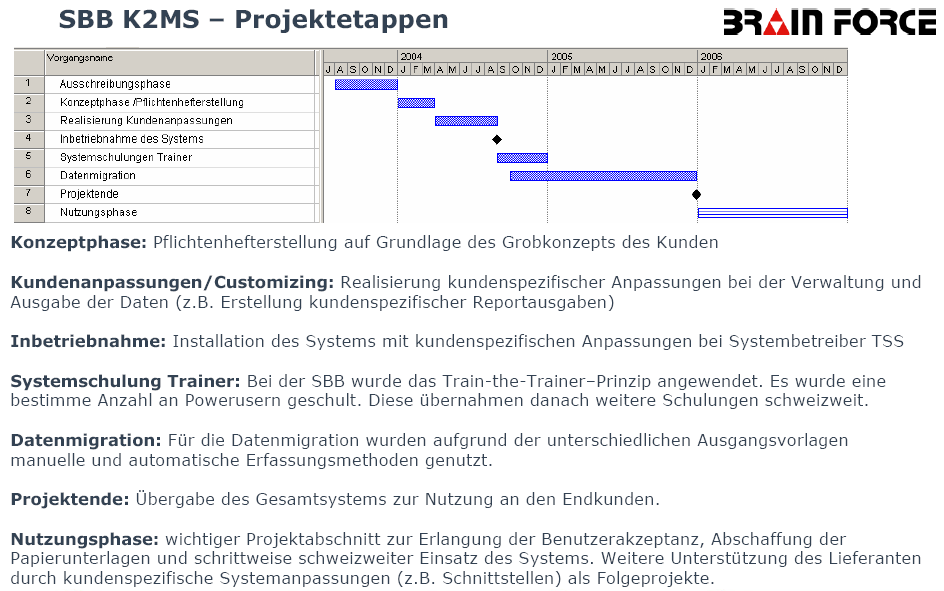 SBB K2MS – Projektetappen
BRAIN FORCE
Vorgangsname
2004 2005 2006
J A S O N D J F M A M J J A S O N D J F M A M J J A S O N D J F M A M J J A S O N D
1 Ausschreibungsphase
2 Konzeptphase /Pflichtenhefterstellung
3 Realisierung Kundenanpassungen
4 Inbetriebnahme des Systems
5 Systemschulungen Trainer
6 Datenmigration
7 Projektende
8 Nutzungsphase
Konzeptphase: Pflichtenhefterstellung auf Grundlage des Grobkonzepts des Kunden
Kundenanpassungen/Customizing: Realisierung kundenspezifischer Anpassungen bei der Verwaltung und
Ausgabe der Daten (z.B. Erstellung kundenspezifischer Reportausgaben)
Inbetriebnahme: Installation des Systems mit kundenspezifischen Anpassungen bei Systembetreiber TSS
Systemschulung Trainer: Bei der SBB wurde das Train-the-Trainer–Prinzip angewendet. Es wurde eine
bestimme Anzahl an Powerusern geschult. Diese übernahmen danach weitere Schulungen schweizweit.
Datenmigration: Für die Datenmigration wurden aufgrund der unterschiedlichen Ausgangsvorlagen
manuelle und automatische Erfassungsmethoden genutzt.
Projektende: Übergabe des Gesamtsystems zur Nutzung an den Endkunden.
Nutzungsphase: wichtiger Projektabschnitt zur Erlangung der Benutzerakzeptanz, Abschaffung der
Papierunterlagen und schrittweise schweizweiter Einsatz des Systems. Weitere Unterstützung des Lieferanten
durch kundenspezifische Systemanpassungen (z.B. Schnittstellen) als Folgeprojekte.